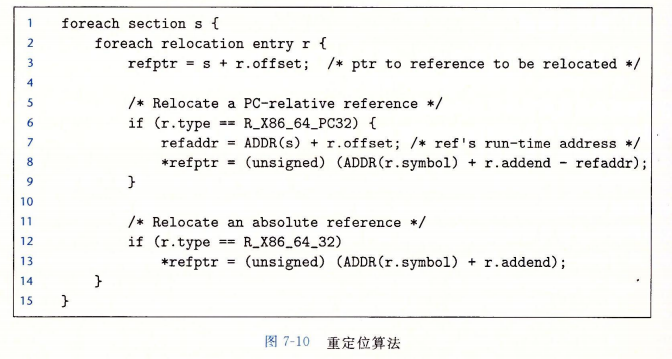 1 foreach section s {
2 foreach relocation entry r {
3 refptr = s + r.offset; /* ptr to reference to be relocated */
4
5 /* Relocate a PC-relative reference */
6 if (r.type == R_X86_64_PC32) {
7 refaddr = ADDR(s) + r.offset; /* ref's run-time address */
8 *refptr = (unsigned) (ADDR(r.symbol) + r.addend - refaddr);
9 }
10
11 /* Relocate an absolute reference */
12 if (r.type == R_X86_64_32)
13 *refptr = (unsigned) (ADDR(r.symbol) + r.addend);
14 }
15 }
图 7-10 重定位算法